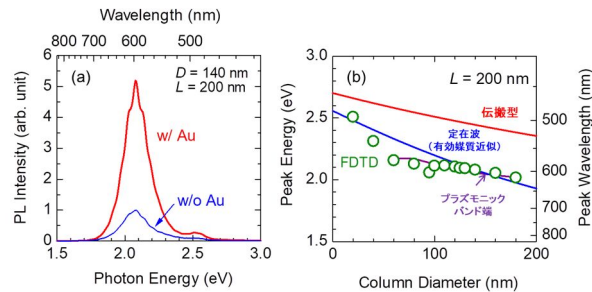 Wavelength (nm)
800 700 600 500
PL Intensity (arb. unit)
6
5
4
3
2
1
0
(a)
D = 140 nm
L = 200 nm
w/ Au
w/o Au
1.5 2.0 2.5 3.0
Photon Energy (eV)
Peak Energy (eV)
3.0
2.5
2.0
1.5
(b)
L = 200 nm
伝搬型
定在波
(有効媒質近似)
FDTD
プラズモニック
バンド端
500
600
700
800
Peak Wavelength (nm)
0 50 100 150 200
Column Diameter (nm)